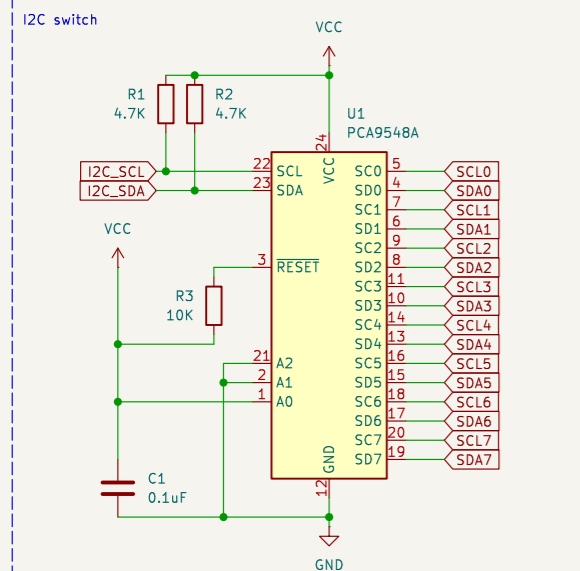 I2C switch
VCC
R1
4.7K
R2
4.7K
U1
PCA9548A
24
VCC
I2C_SCL
22
SCL
I2C_SDA
23
SDA
VCC
3
RESET
R3
10K
21
A2
2
A1
1
A0
SC0
5
SCL0
SD0
4
SDA0
SC1
7
SCL1
SD1
6
SDA1
SC2
9
SCL2
SD2
8
SDA2
SC3
11
SCL3
SD3
10
SDA3
SC4
14
SCL4
SD4
13
SDA4
SC5
16
SCL5
SD5
15
SDA5
SC6
18
SCL6
SD6
17
SDA6
SC7
20
SCL7
SD7
19
SDA7
GND
12
C1
0.1uF
GND